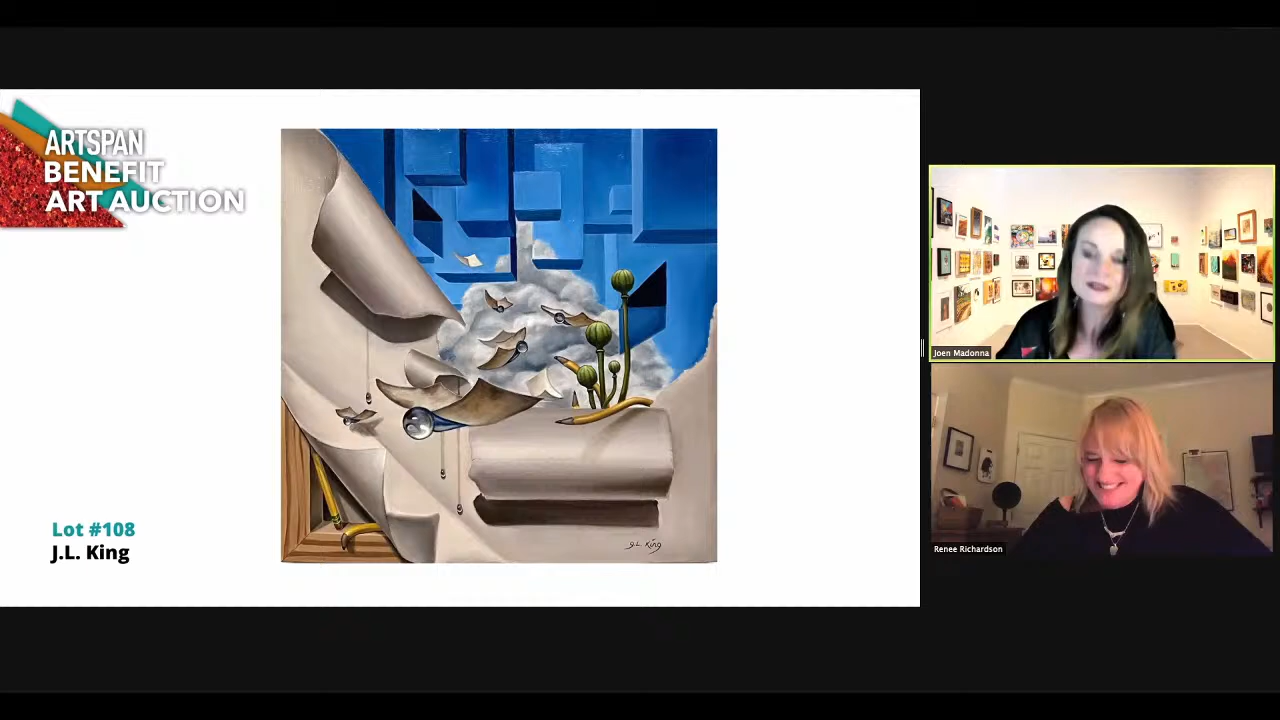 ARTSPAN
BENEFIT
ART AUCTION
Lot #108
J.L. King
J.L. King
Joen Madonna
Renee Richardson